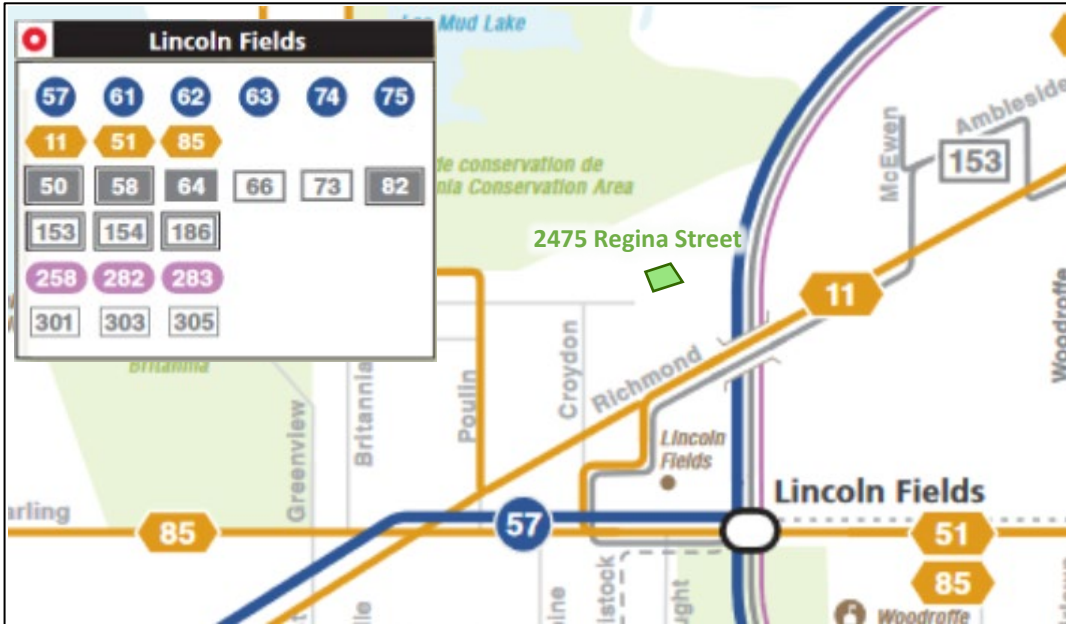 Lincoln Fields
57 61 62 63 74 75
11 51 85
50 58 64 66 73 82
153 154 186
258 282 283
301 303 305
Mud Lake
de conservation de
nia Conservation Area
2475 Regina Street
McEwen
Ambleside
153
11
Woodroffe
Britannia
Richmond
Croydon
Poulin
Britannia
Greenview
Lincoln
Fields
Lincoln Fields
arling
85
57
51
85
Woodroffe